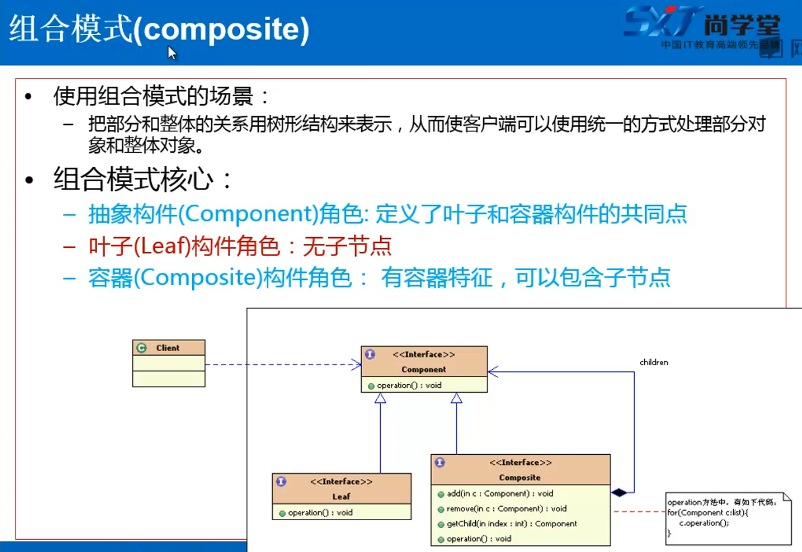 组合模式(composite)
SXT 尚学堂
中国IT教育高端领先品牌
• 使用组合模式的场景：
– 把部分和整体的关系用树形结构来表示，从而使客户端可以使用统一的方式处理部分对
象和整体对象。
• 组合模式核心：
– 抽象构件(Component)角色: 定义了叶子和容器构件的共同点
– 叶子(Leaf)构件角色：无子节点
– 容器(Composite)构件角色： 有容器特征，可以包含子节点
Client
<<Interface>>
Component
operation() : void
children
<<Interface>>
Leaf
operation() : void
<<Interface>>
Composite
add(in c : Component) : void
remove(in c : Component) : void
getChild(in index : int) : Component
operation() : void
operation方法中，有如下代码：
for(Component c:list){
c.operation();
}